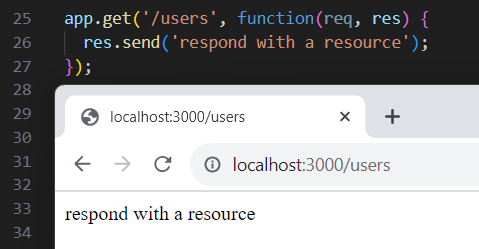 25 app.get('/users', function(req, res) {
26 res.send('respond with a resource');
27 });
28
29 localhost:3000/users
30
31 localhost:3000/users
32
33 respond with a resource
34